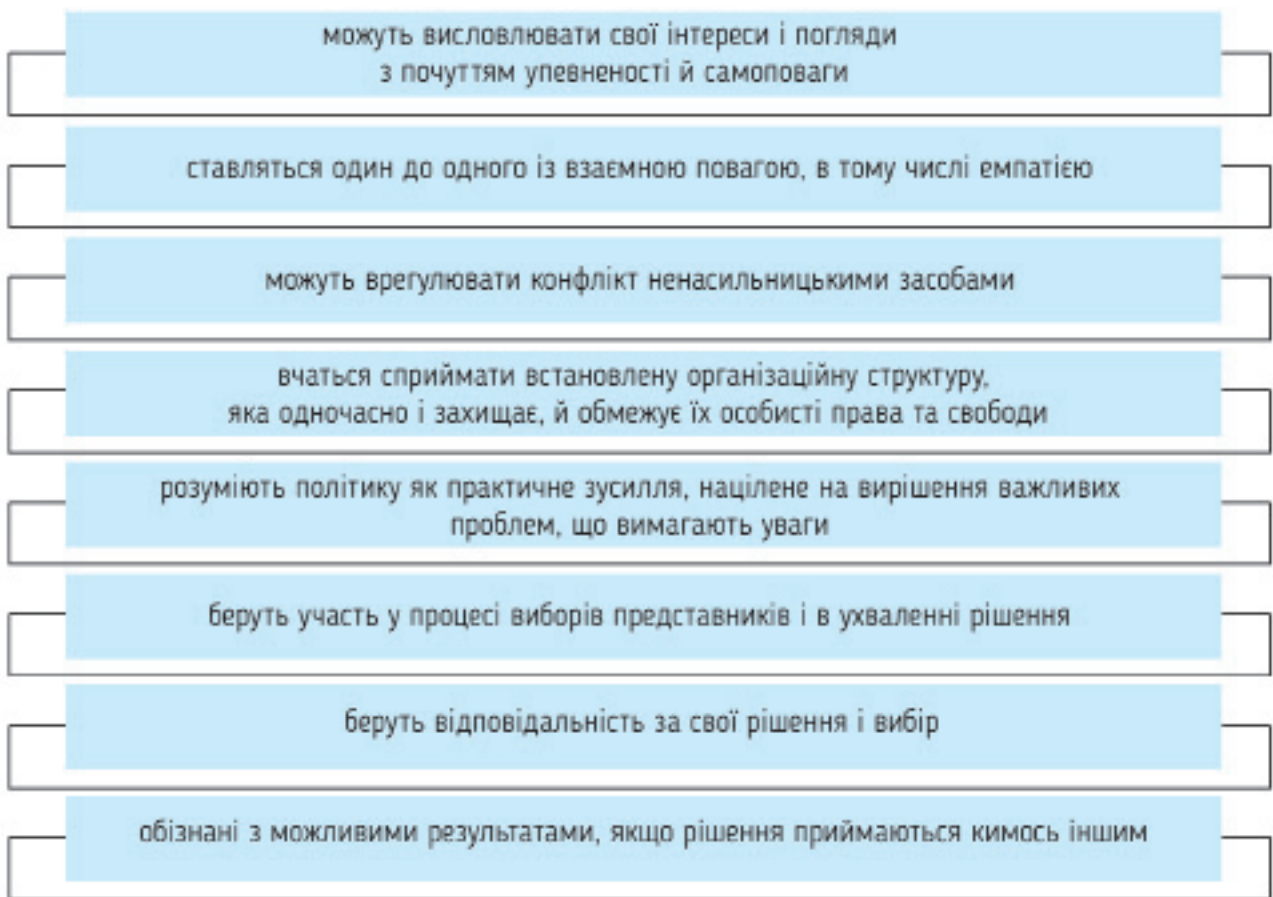 можуть висловлювати свої інтереси і погляди
з почуттям упевненості й самоповаги
ставляться один до одного із взаємною повагою, в тому числі емпатією
можуть врегулювати конфлікт ненасильницькими засобами
вчаться сприймати встановлену організаційну структуру,
яка одночасно і захищає, й обмежує їх особисті права та свободи
розуміють політику як практичне зусилля, націлене на вирішення важливих
проблем, що вимагають уваги
беруть участь у процесі виборів представників і в ухваленні рішення
беруть відповідальність за свої рішення і вибір
обізнані з можливими результатами, якщо рішення приймаються кимось іншим